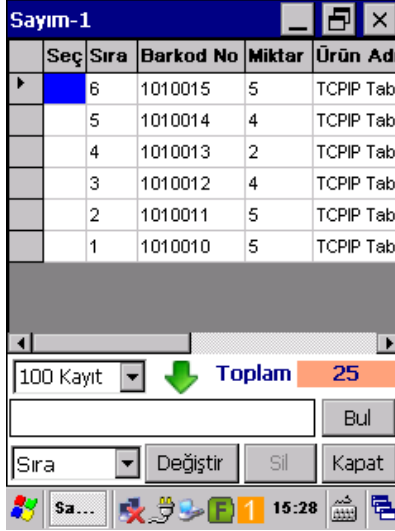 Sayım-1
Seç Sıra Barkod No Miktar Ürün Adı
6 1010015 5 TCPIP Tab
5 1010014 4 TCPIP Tab
4 1010013 2 TCPIP Tab
3 1010012 4 TCPIP Tab
2 1010011 5 TCPIP Tab
1 1010010 5 TCPIP Tab
100 Kayıt Toplam 25
Bul
Sıra Değiştir Sil Kapat
Sa... F 1 15:28